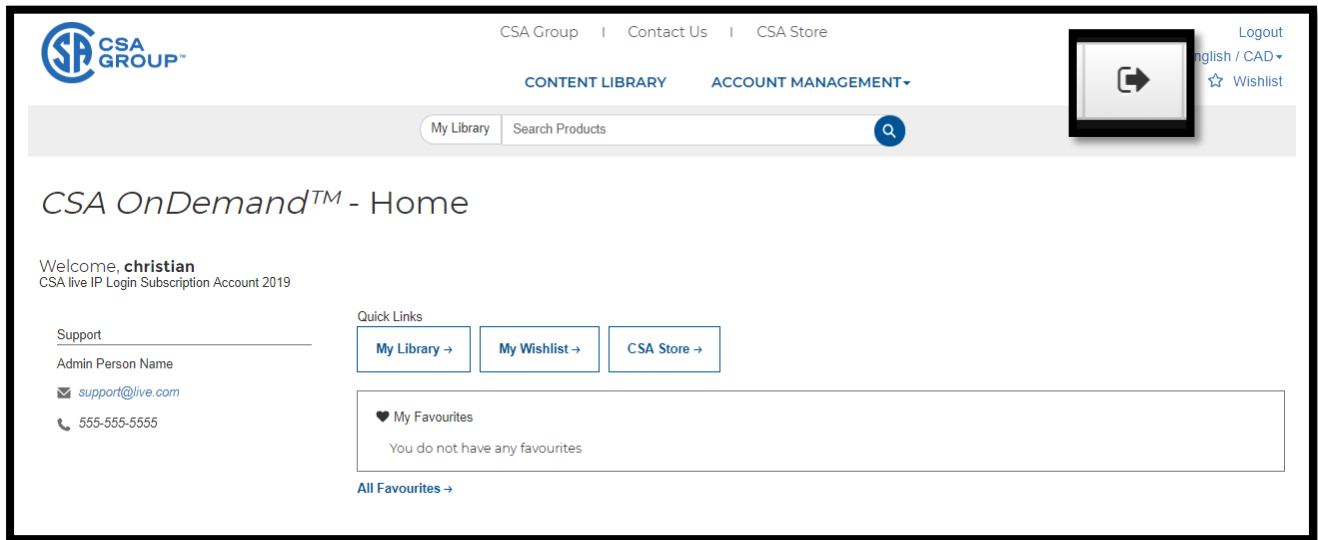 CSA
GROUP™
CSA Group | Contact Us | CSA Store
Logout
nglish / CAD
CONTENT LIBRARY ACCOUNT MANAGEMENT
Wishlist
My Library Search Products
CSA OnDemand™ - Home
Welcome, christian
CSA live IP Login Subscription Account 2019
Quick Links
Support
My Library → My Wishlist → CSA Store →
Admin Person Name
support@live.com
555-555-5555
My Favourites
You do not have any favourites
All Favourites →